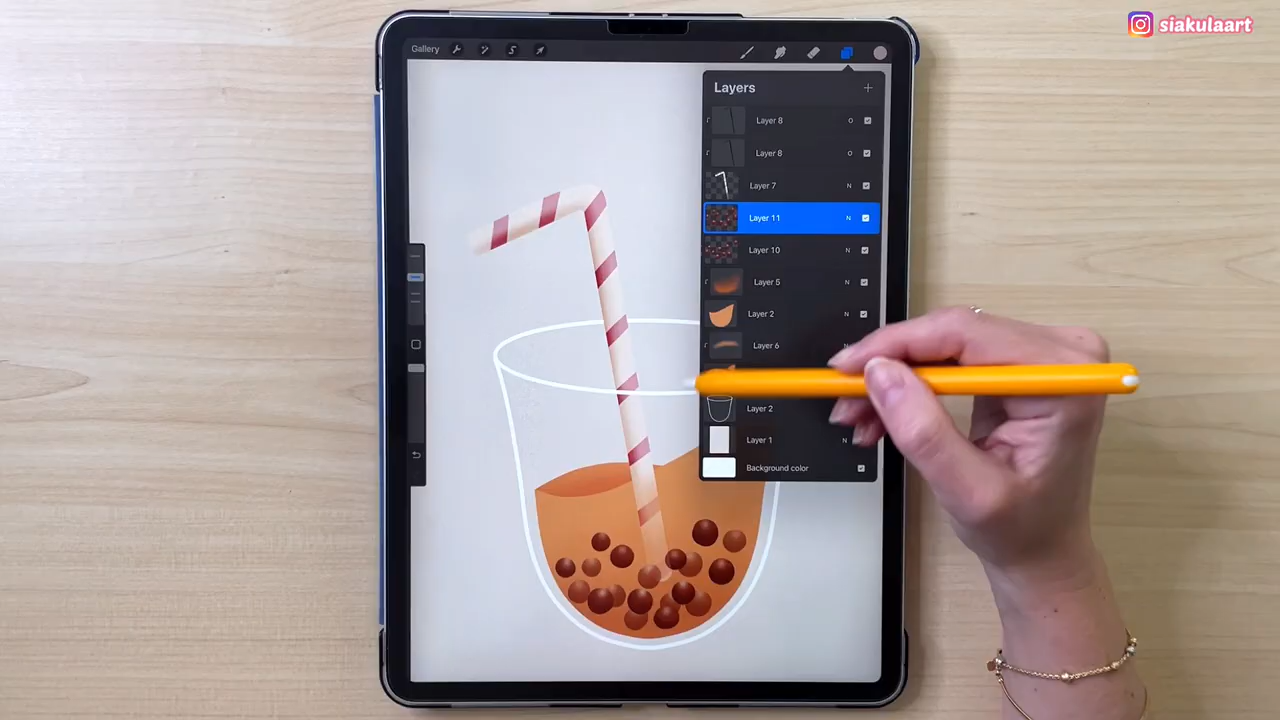 siakulaart
Gallery
Layers
Layer 8 O
Layer 8 O
Layer 7 N
Layer 11 N
Layer 10 N
Layer 5 N
Layer 2 N
Layer 6 N
Layer 2
Layer 1 N
Background color